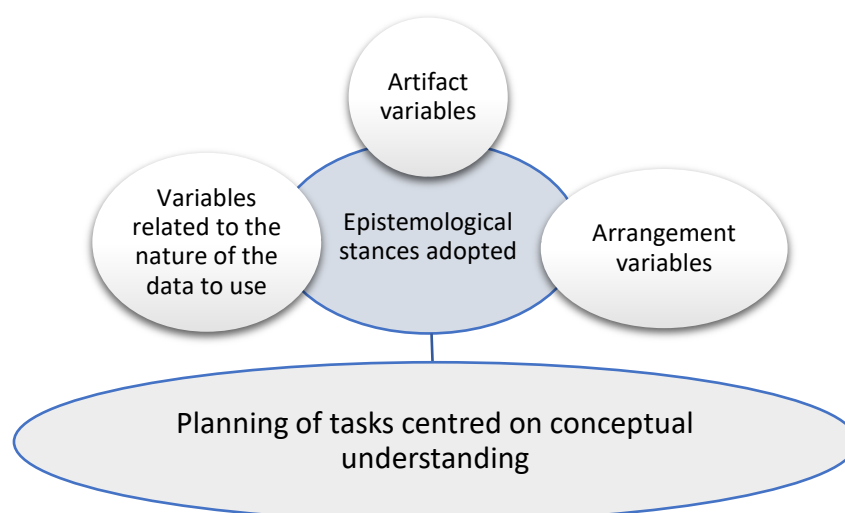 Artifact
variables
Variables
related to the
nature of the
data to use
Epistemological
stances adopted
Arrangement
variables
Planning of tasks centred on conceptual
understanding